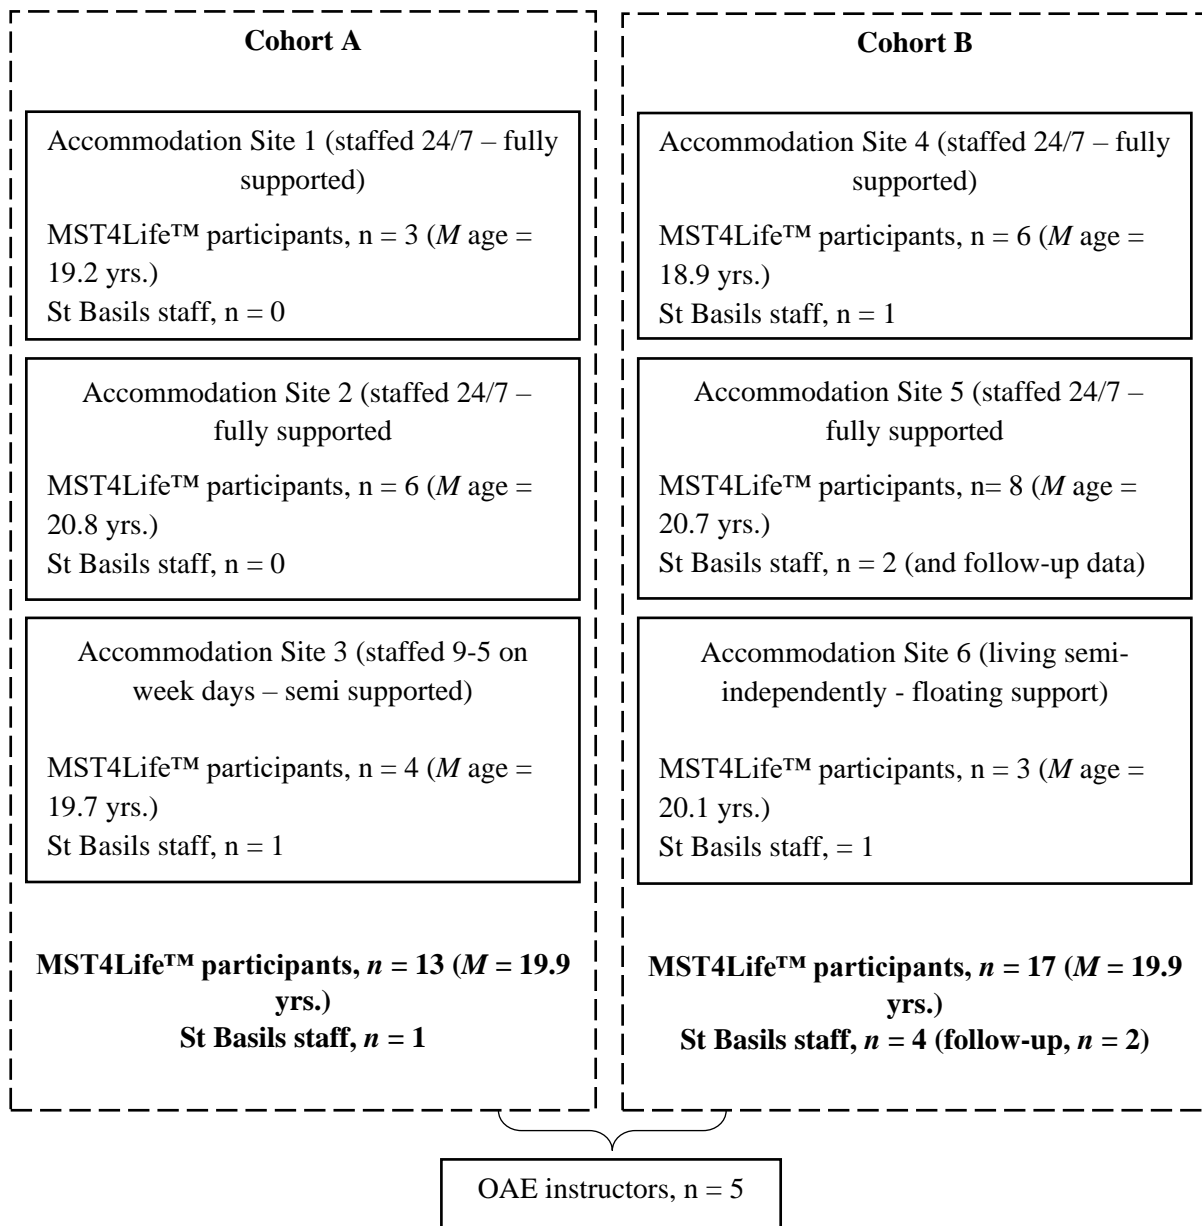 Cohort A
Accommodation Site 1 (staffed 24/7 – fully
supported)
MST4Life™ participants, n = 3 (M age =
19.2 yrs.)
St Basils staff, n = 0
Accommodation Site 2 (staffed 24/7 –
fully supported
MST4Life™ participants, n = 6 (M age =
20.8 yrs.)
St Basils staff, n = 0
Accommodation Site 3 (staffed 9-5 on
week days – semi supported)
MST4Life™ participants, n = 4 (M age =
19.7 yrs.)
St Basils staff, n = 1
MST4Life™ participants, n = 13 (M = 19.9
yrs.)
St Basils staff, n = 1
Cohort B
Accommodation Site 4 (staffed 24/7 – fully
supported)
MST4Life™ participants, n = 6 (M age =
18.9 yrs.)
St Basils staff, n = 1
Accommodation Site 5 (staffed 24/7 –
fully supported
MST4Life™ participants, n= 8 (M age =
20.7 yrs.)
St Basils staff, n = 2 (and follow-up data)
Accommodation Site 6 (living semi-
independently - floating support)
MST4Life™ participants, n = 3 (M age =
20.1 yrs.)
St Basils staff, = 1
MST4Life™ participants, n = 17 (M = 19.9
yrs.)
St Basils staff, n = 4 (follow-up, n = 2)
OAE instructors, n = 5